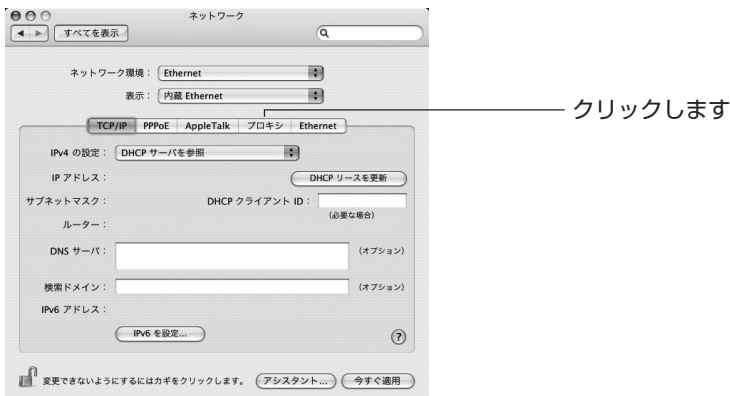 ネットワーク
すべてを表示
ネットワーク環境： Ethernet
表示： 内蔵 Ethernet
クリックします
TCP/IP PPPoE AppleTalk プロキシ Ethernet
IPv4 の設定： DHCP サーバを参照
IP アドレス： DHCP リースを更新
サブネットマスク： DHCP クライアント ID：
（必要な場合）
ルーター：
DNS サーバ： （オプション）
検索ドメイン： （オプション）
IPv6 アドレス：
IPv6 を設定...
?
変更できないようにするにはカギをクリックします。 アシスタント... 今すぐ適用